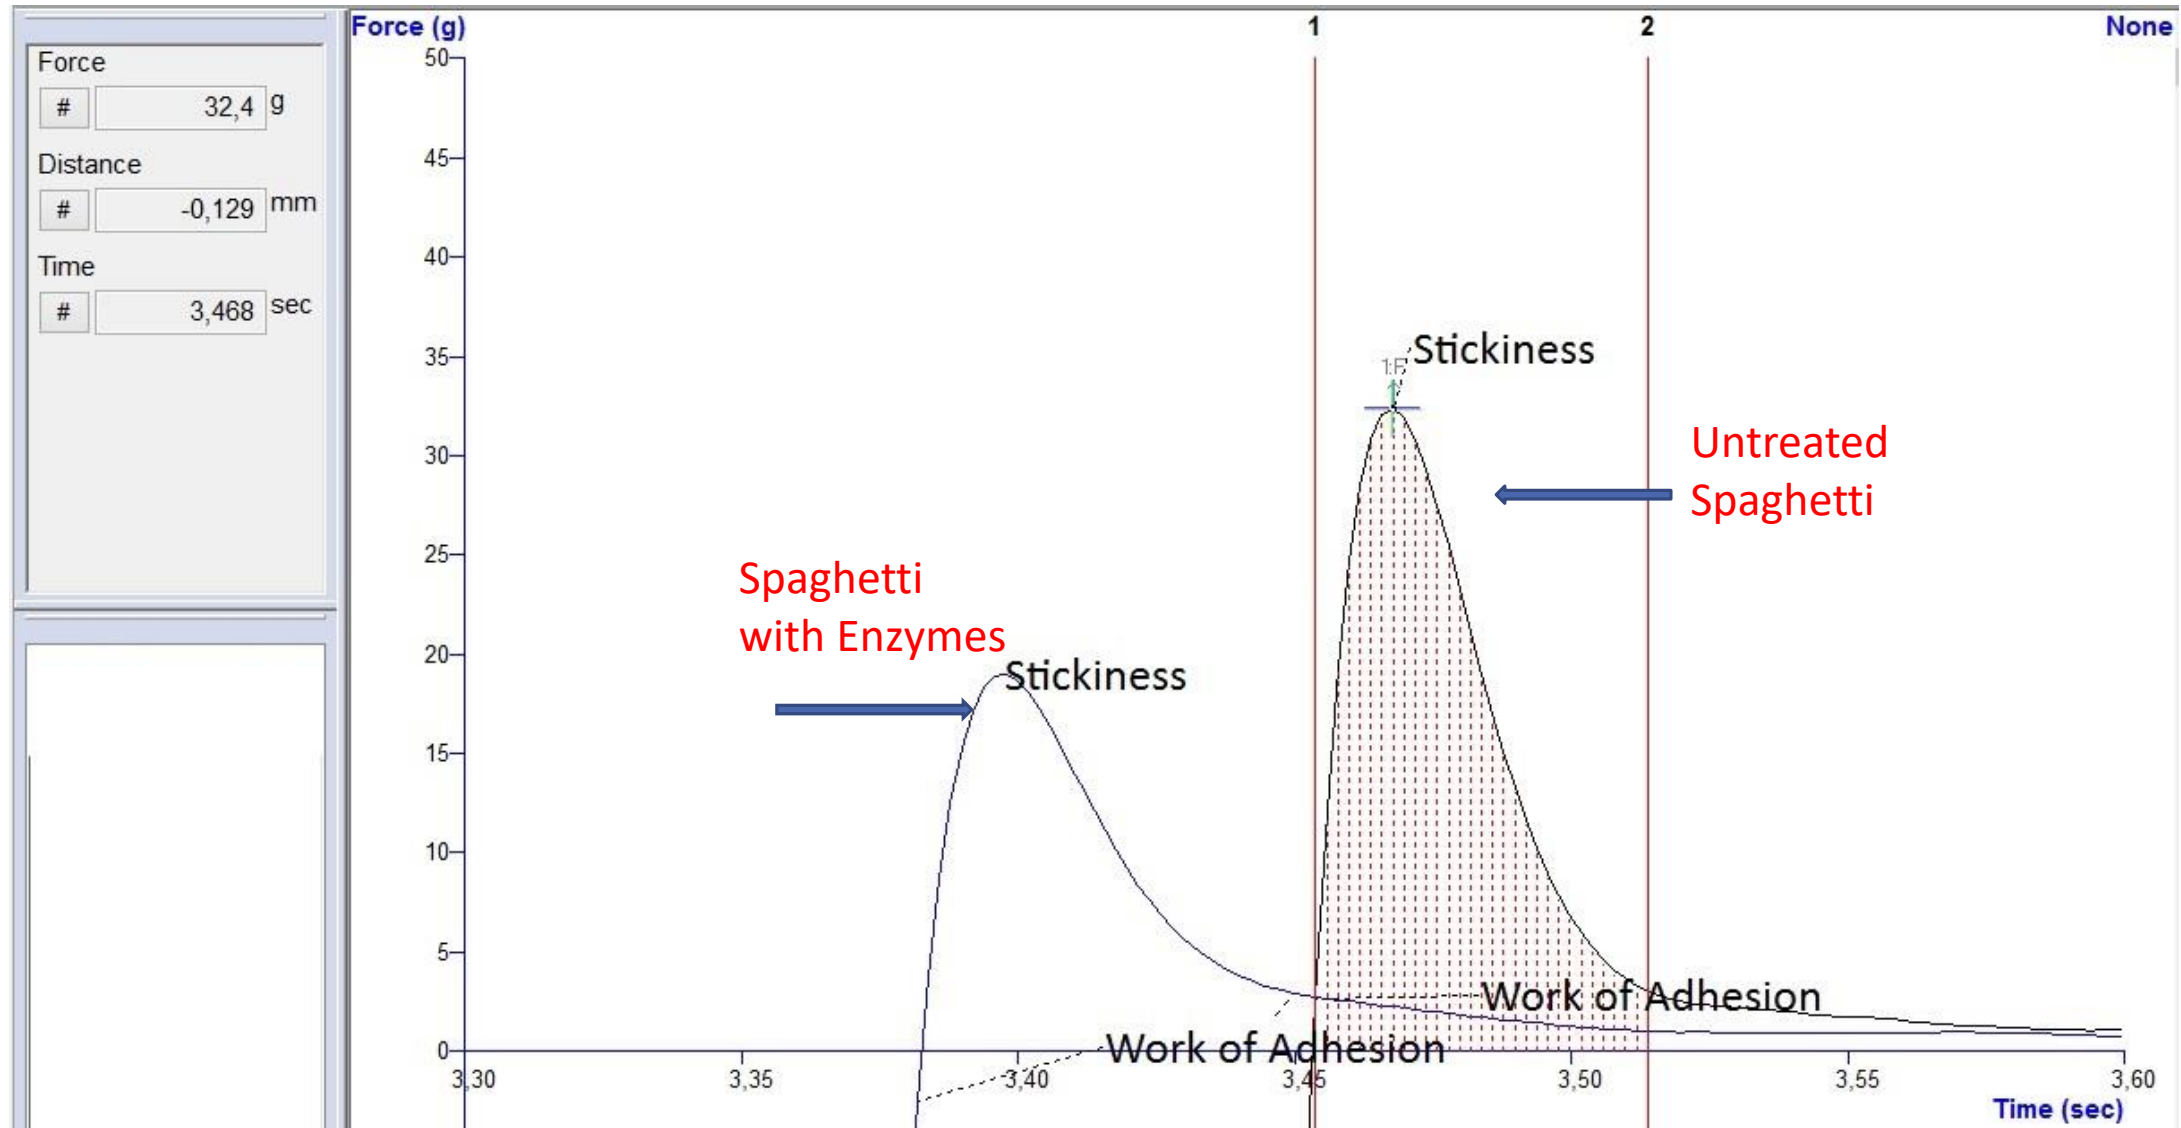 Force
# 32,4 g
Distance
# -0,129 mm
Time
# 3,468 sec
Force (g)
1
2
None
50
45
40
35
30
25
20
15
10
5
0
Stickiness
1:F
Untreated
Spaghetti
Spaghetti
with Enzymes
Stickiness
Work of Adhesion
Work of Adhesion
3,30 3,35 3,40 3,45 3,50 3,55 3,60
Time (sec)